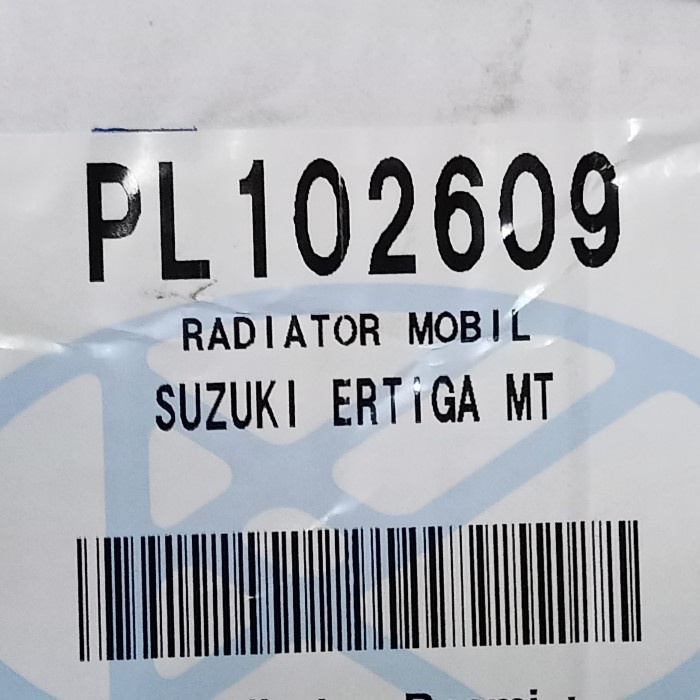 PL102609
RADIATOR MOBIL
SUZUKI ERTIGA MT